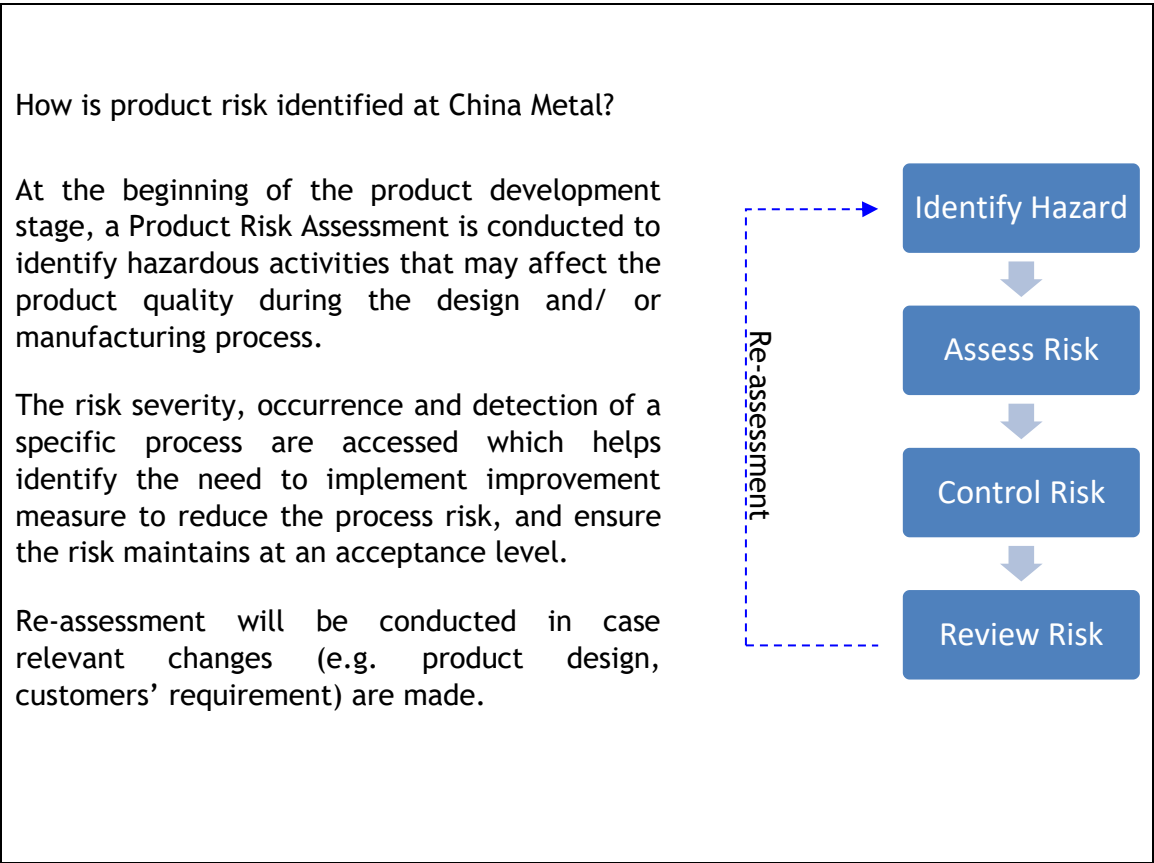 How is product risk identified at China Metal?
At the beginning of the product development
stage, a Product Risk Assessment is conducted to
identify hazardous activities that may affect the
product quality during the design and/ or
manufacturing process.
The risk severity, occurrence and detection of a
specific process are accessed which helps
identify the need to implement improvement
measure to reduce the process risk, and ensure
the risk maintains at an acceptance level.
Re-assessment will be conducted in case
relevant changes (e.g. product design,
customers’ requirement) are made.
Re-assessment
Identify Hazard
Assess Risk
Control Risk
Review Risk